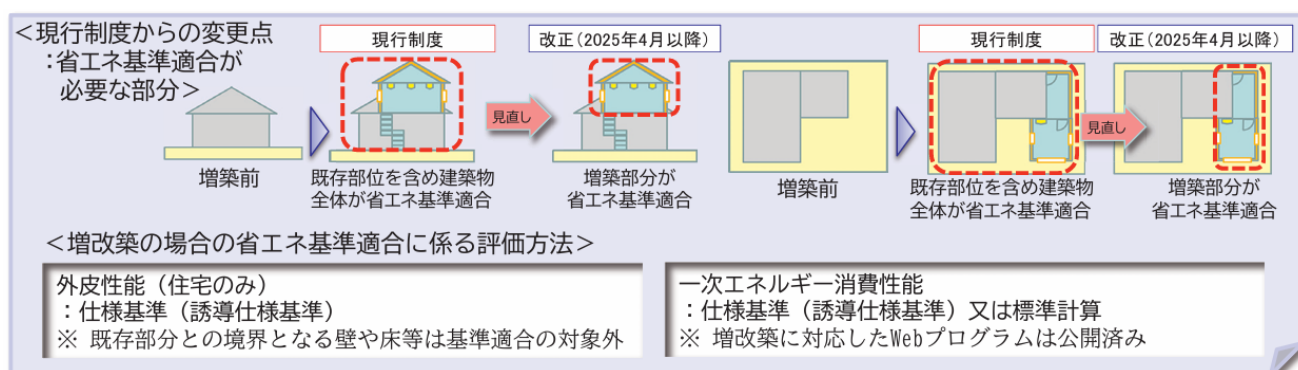 ＜現行制度からの変更点
：省エネ基準適合が
必要な部分＞
増築前
現行制度
既存部位を含め建築物
全体が省エネ基準適合
見直し
改正(2025年4月以降)
増築部分が
省エネ基準適合
増築前
現行制度
既存部位を含め建築物
全体が省エネ基準適合
見直し
改正(2025年4月以降)
増築部分が
省エネ基準適合
＜増改築の場合の省エネ基準適合に係る評価方法＞
外皮性能（住宅のみ）
：仕様基準（誘導仕様基準）
※ 既存部分との境界となる壁や床等は基準適合の対象外
一次エネルギー消費性能
：仕様基準（誘導仕様基準）又は標準計算
※ 増改築に対応したWebプログラムは公開済み